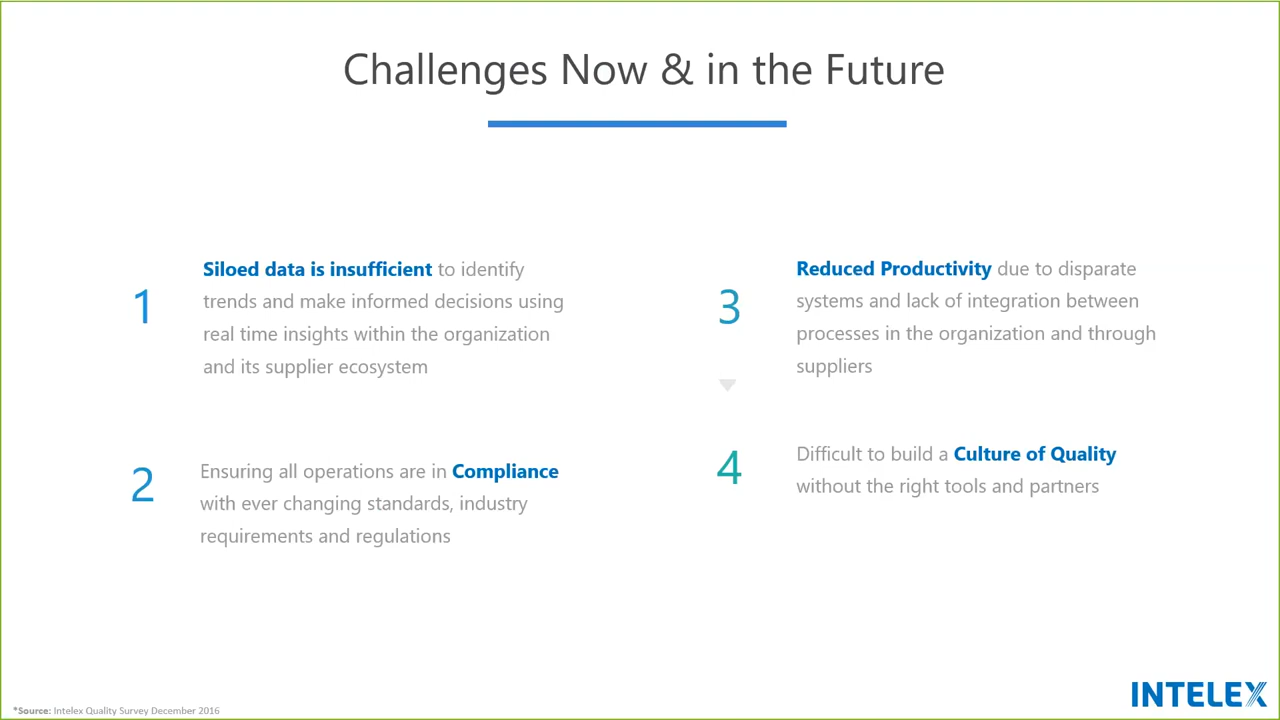 Challenges Now & in the Future
1
Siloed data is insufficient to identify
trends and make informed decisions using
real time insights within the organization
and its supplier ecosystem
2
Ensuring all operations are in Compliance
with ever changing standards, industry
requirements and regulations
3
Reduced Productivity due to disparate
systems and lack of integration between
processes in the organization and through
suppliers
4
Difficult to build a Culture of Quality
without the right tools and partners
*Source: Intelex Quality Survey December 2016
INTELEX